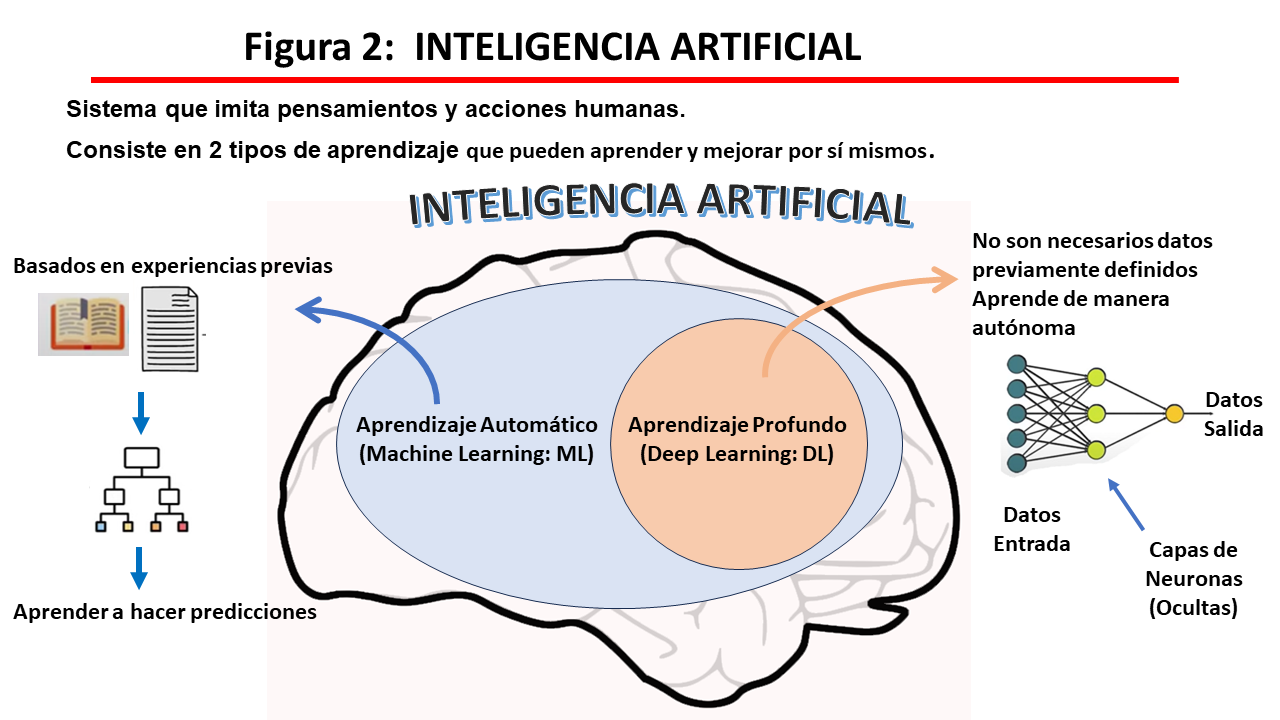 Figura 2: INTELIGENCIA ARTIFICIAL
Sistema que imita pensamientos y acciones humanas.
Consiste en 2 tipos de aprendizaje que pueden aprender y mejorar por sí mismos.
INTELIGENCIA ARTIFICIAL
Basados en experiencias previas
Aprender a hacer predicciones
Aprendizaje Automático
(Machine Learning: ML)
Aprendizaje Profundo
(Deep Learning: DL)
No son necesarios datos
previamente definidos
Aprende de manera
autónoma
Datos
Salida
Datos
Entrada
Capas de
Neuronas
(Ocultas)